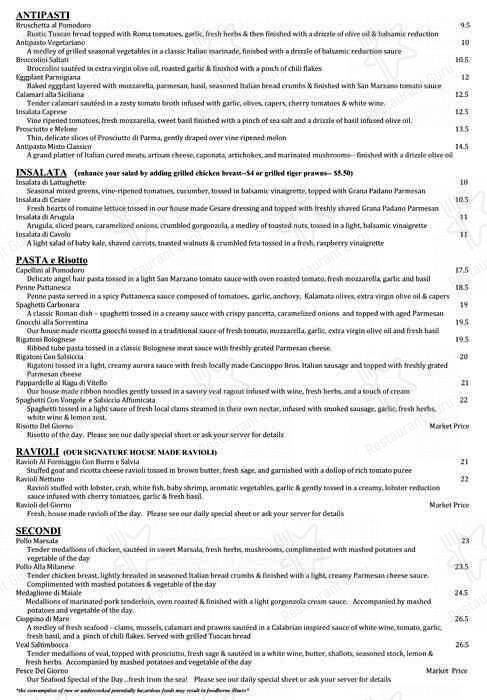 ANTIPASTI
Bruschetta al Pomodoro 9.5
Rustic Tuscan bread topped with Roma tomatoes, garlic, fresh herbs & then finished with a drizzle of olive oil & balsamic reduction
Antipasto Vegetariano 10
A medley of grilled seasonal vegetables in a classic Italian marinade, finished with a drizzle of balsamic reduction sauce
Broccolini Saltati 10.5
Broccolini sautéed in extra virgin olive oil, roasted garlic & finished with a pinch of chili flakes
Eggplant Parmigiana 12
Baked eggplant layered with mozzarella, parmesan, basil, seasoned Italian bread crumbs & finished with San Marzano tomato sauce
Calamari alla Siciliana 12.5
Tender calamari sautéed in a zesty tomato broth infused with garlic, olives, capers, cherry tomatoes & white wine.
Insalata Caprese 12.5
Vine ripened tomatoes, fresh mozzarella, sweet basil finished with a pinch of sea salt and a drizzle of basil infused olive oil.
Prosciutto e Melone 13.5
Thin, delicate slices of Prosciutto di Parma, gently draped over vine ripened melon
Antipasto Misto Classico 14.5
A grand platter of Italian cured meats, artisan cheese, caponata, artichokes, and marinated mushrooms-- finished with a drizzle olive oil
INSALATA (enhance your salad by adding grilled chicken breast--$4 or grilled tiger prawns-- $5.50)
Insalata di Lattughette 10
Seasonal mixed greens, vine-ripened tomatoes, cucumber, tossed in balsamic vinaigrette, topped with Grana Padano Parmesan
Insalata di Cesare 10.5
Fresh hearts of romaine lettuce tossed in our house made Cesare dressing and topped with freshly shaved Grana Padano Parmesan
Insalata di Arugula 11
Arugula, sliced pears, caramelized onions, crumbled gorgonzola, a medley of toasted nuts, tossed in a light, balsamic vinaigrette
Insalata di Cavolo 11
A light salad of baby kale, shaved carrots, toasted walnuts & crumbled feta tossed in a fresh, raspberry vinaigrette
PASTA e Risotto
Capellini al Pomodoro 17.5
Delicate angel hair pasta tossed in a light San Marzano tomato sauce with oven roasted tomato, fresh mozzarella, garlic and basil
Penne Puttanesca 18.5
Penne pasta served in a spicy Puttanesca sauce composed of tomatoes, garlic, anchovy, Kalamata olives, extra virgin olive oil & capers
Spaghetti Carbonara 19
A classic Roman dish – spaghetti tossed in a creamy sauce with crispy pancetta, caramelized onions and topped with aged Parmesan
Gnocchi alla Sorrentina 19.5
Our house made ricotta gnocchi tossed in a traditional sauce of fresh tomato, mozzarella, garlic, extra virgin olive oil and fresh basil
Rigatoni Bolognese 19.5
Ribbed tube pasta tossed in a classic Bolognese meat sauce with freshly grated Parmesan cheese.
Rigatoni Con Salsiccia 20
Rigatoni tossed in a light, creamy aurora sauce with fresh locally made Cancioppo Bros. Italian sausage and topped with freshly grated
Parmesan cheese
Pappardelle al Ragu di Vitello 21
Our house made ribbon noodles gently tossed in a savory veal ragout infused with wine, fresh herbs, and a touch of cream
Spaghetti Con Vongole e Salsiccia Affumicata 22
Spaghetti tossed in a light sauce of fresh local clams steamed in their own nectar, infused with smoked sausage, garlic, fresh herbs,
white wine & lemon zest.
Risotto Del Giorno Market Price
Risotto of the day. Please see our daily special sheet or ask your server for details
RAVIOLI (OUR SIGNATURE HOUSE MADE RAVIOLI)
Ravioli Al Formaggio Con Burro e Salvia 21
Stuffed goat and ricotta cheese ravioli tossed in brown butter, fresh sage, and garnished with a dollop of rich tomato puree
Ravioli Nettuno 22
Ravioli stuffed with lobster, crab, white fish, baby shrimp, aromatic vegetables, garlic & gently tossed in a creamy, lobster reduction
sauce infused with cherry tomatoes, garlic & fresh basil.
Ravioli del Giorno Market Price
Fresh, house made ravioli of the day. Please see our daily special sheet or ask your server for details
SECONDI
Pollo Marsala 23
Tender medallions of chicken, sautéed in sweet Marsala, fresh herbs, mushrooms, complimented with mashed potatoes and
vegetable of the day
Pollo Alla Milanese 23.5
Tender chicken breast, lightly breaded in seasoned Italian bread crumbs & finished with a light, creamy Parmesan cheese sauce.
Complimented with mashed potatoes & vegetable of the day
Medaglione di Maiale 24.5
Medallions of marinated pork tenderloin, oven roasted & finished with a light gorgonzola cream sauce. Accompanied by mashed
potatoes and vegetable of the day.
Cioppino di Mare 26.5
A medley of fresh seafood – clams, mussels, calamari and prawns sautéed in a Calabrian inspired sauce of white wine, tomato, garlic,
fresh basil, and a pinch of chili flakes. Served with grilled Tuscan bread
Veal Saltimbocca 26.5
Tender medallions of veal, topped with prosciutto, fresh sage & sautéed in a white wine, butter, shallots, seasoned stock, lemon &
fresh herbs. Accompanied by mashed potatoes and vegetable of the day
Pesce Del Giorno Market Price
Our Seafood Special of the Day...fresh from the sea! Please see our daily special sheet or ask your server for details
*the consumption of raw or undercooked potentially hazardous foods may result in foodborne illness*